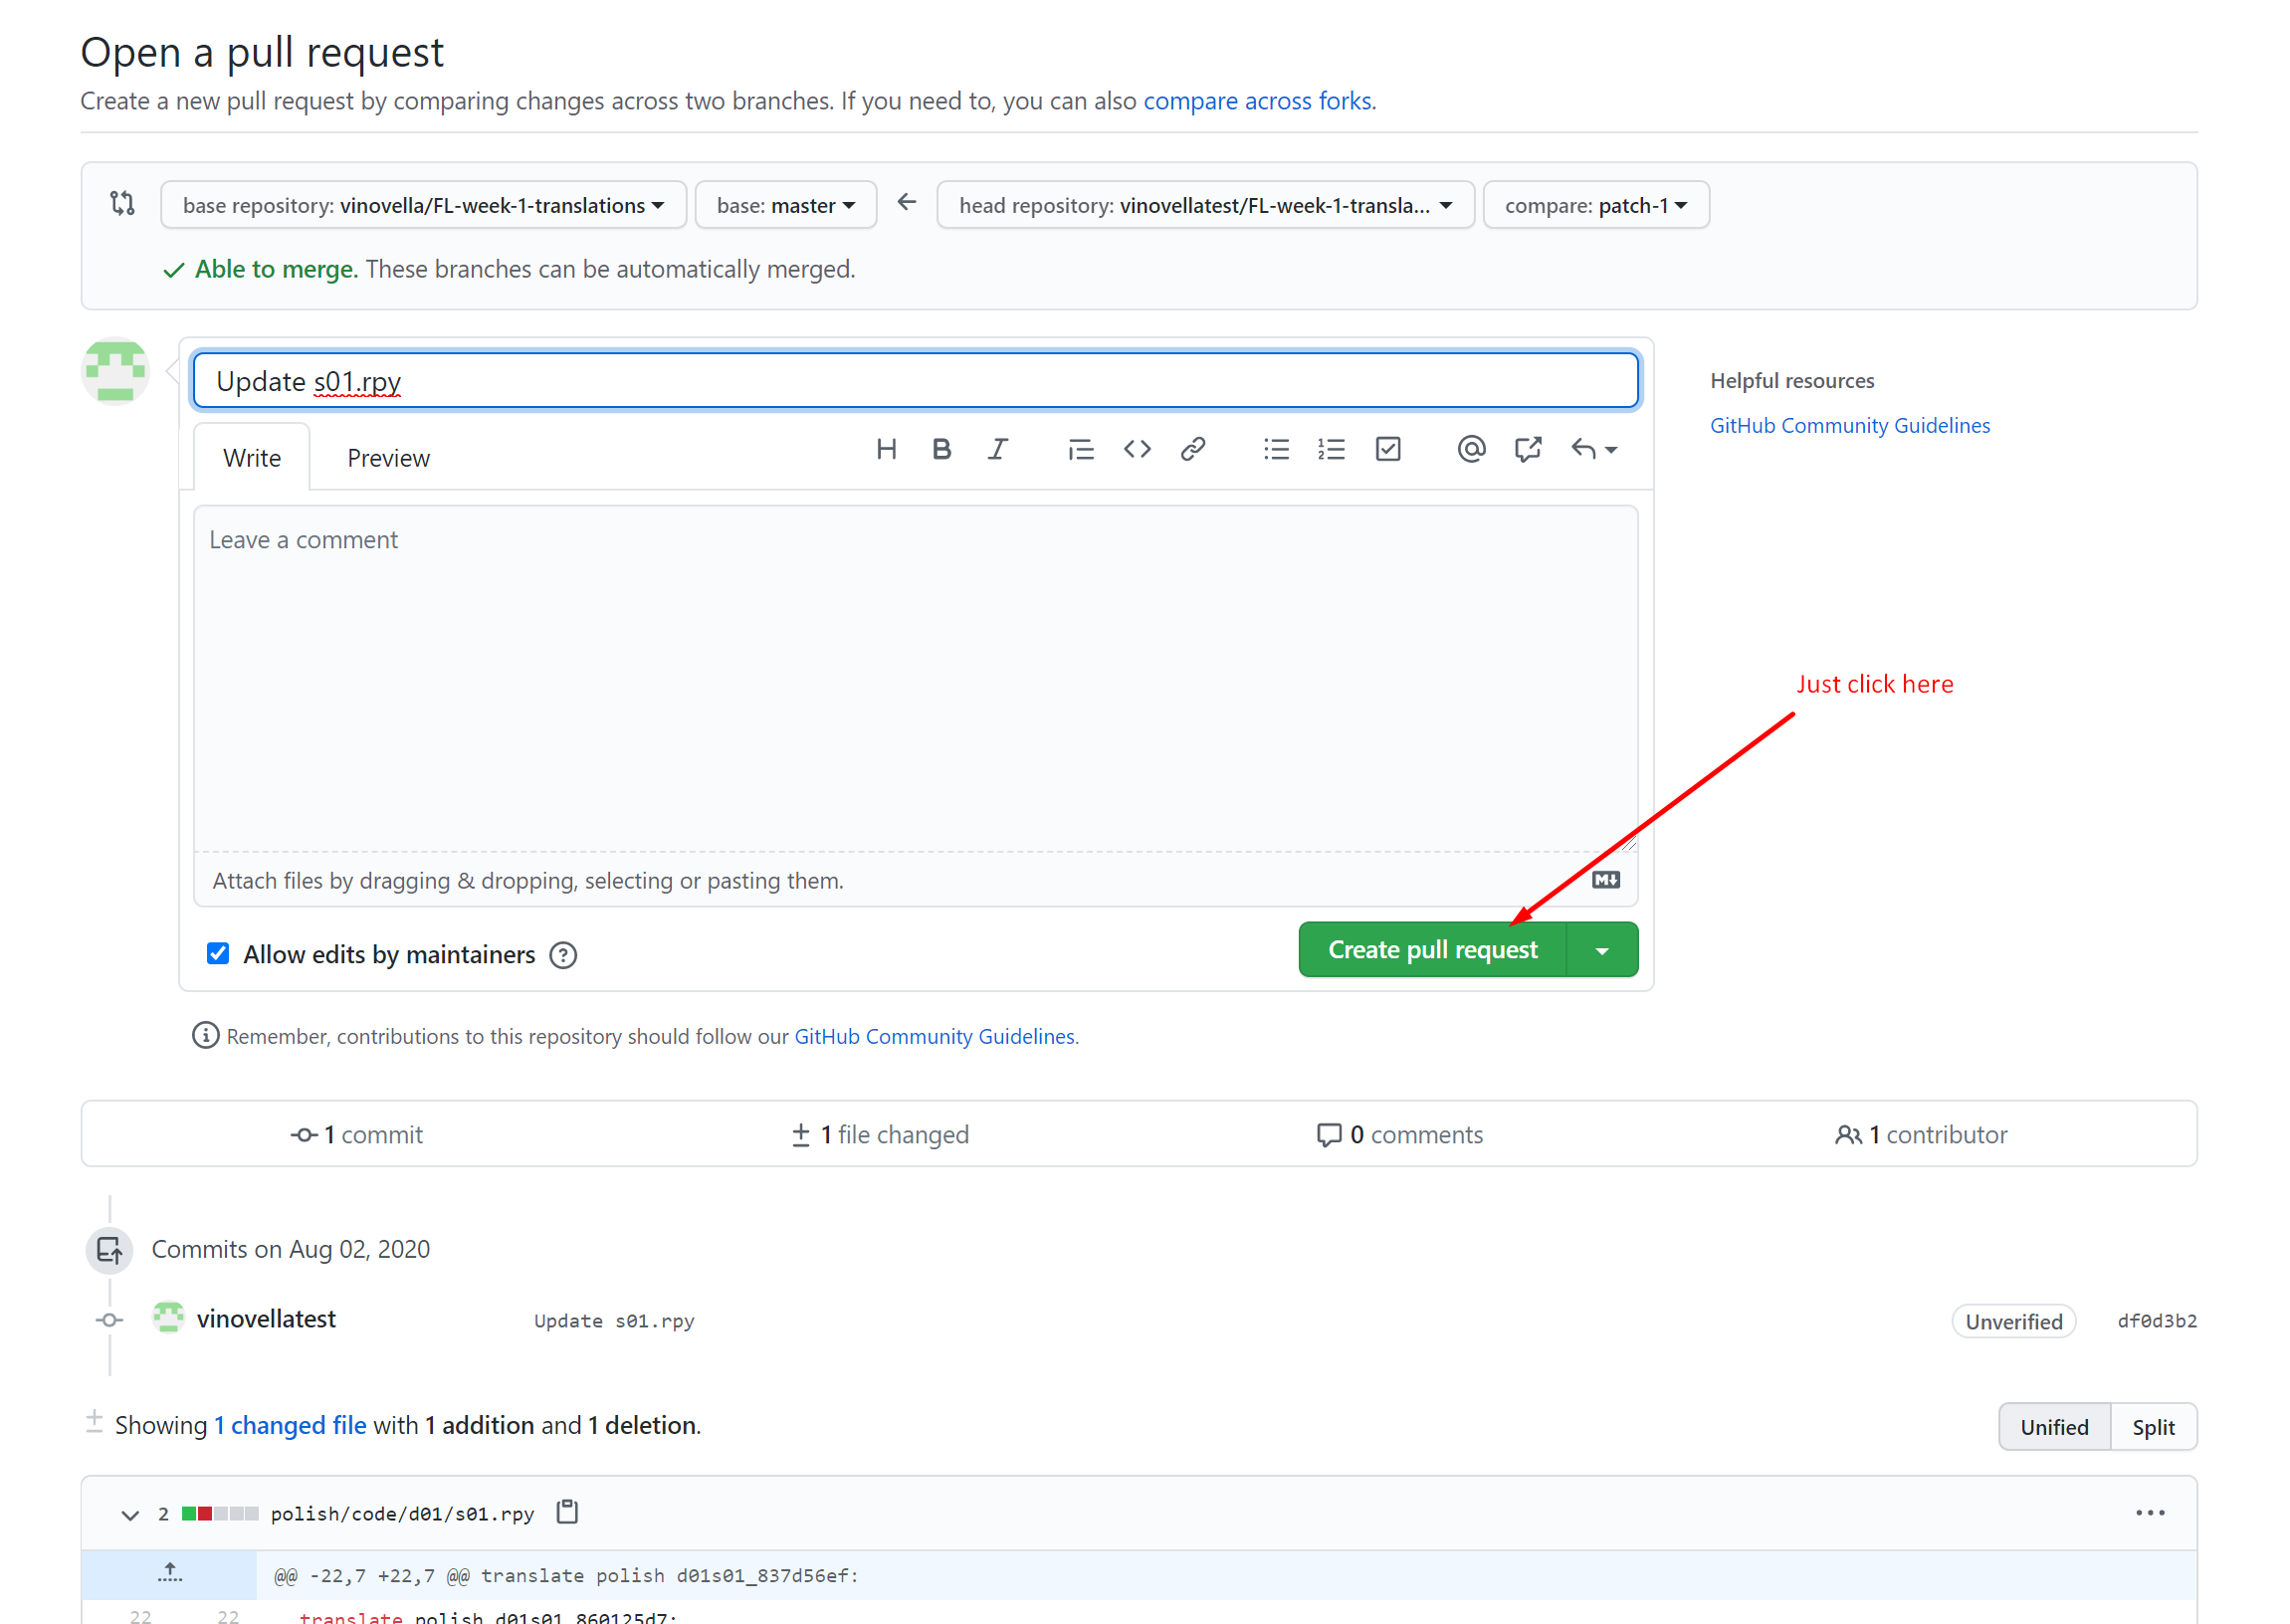 Open a pull request
Create a new pull request by comparing changes across two branches. If you need to, you can also compare across forks.
base repository: vinovella/FL-week-1-translations base: master head repository: vinovellatest/FL-week-1-transla... compare: patch-1
Able to merge. These branches can be automatically merged.
Update s01.rpy
Helpful resources
GitHub Community Guidelines
Write Preview
Leave a comment
Just click here
Attach files by dragging & dropping, selecting or pasting them.
Allow edits by maintainers Create pull request
Remember, contributions to this repository should follow our GitHub Community Guidelines.
1 commit 1 file changed 0 comments 1 contributor
Commits on Aug 02, 2020
vinovellatest Update s01.rpy Unverified df0d3b2
Showing 1 changed file with 1 addition and 1 deletion. Unified Split
2 polish/code/d01/s01.rpy
@@ -22,7 +22,7 @@ translate polish d01s01_837d56ef:
22 22 translate polish d01s01_860125d7: